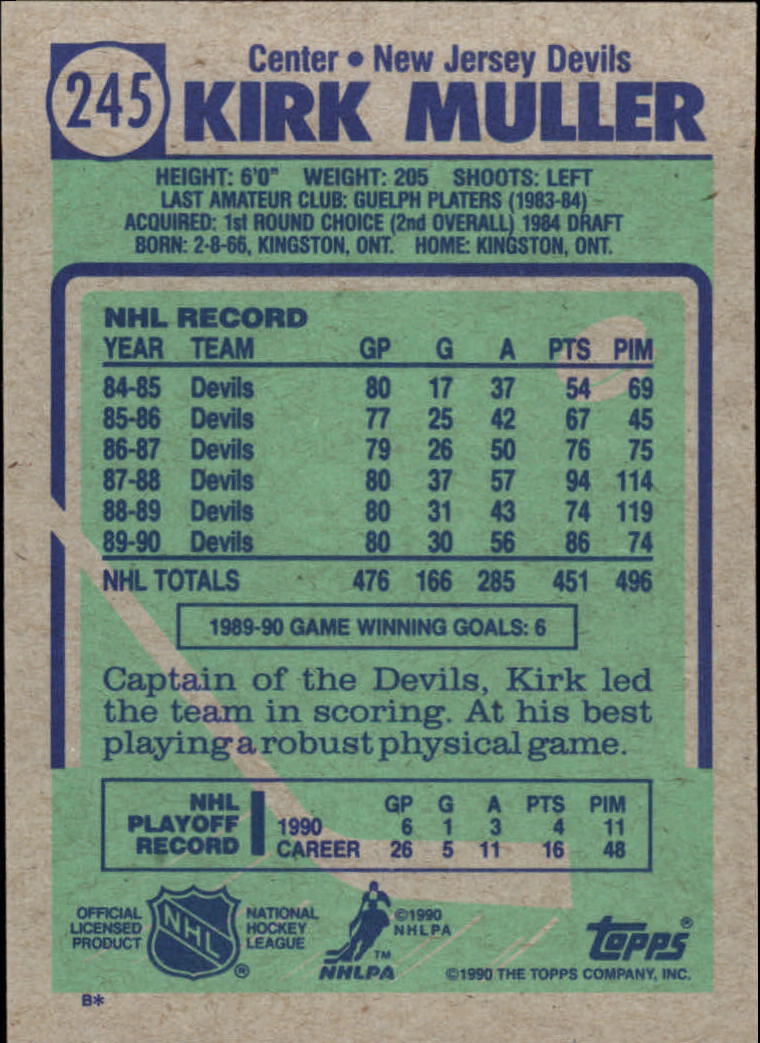 245
Center • New Jersey Devils
KIRK MULLER
HEIGHT: 6'0" WEIGHT: 205 SHOOTS: LEFT
LAST AMATEUR CLUB: GUELPH PLATERS (1983-84)
ACQUIRED: 1st ROUND CHOICE (2nd OVERALL) 1984 DRAFT
BORN: 2-8-66, KINGSTON, ONT. HOME: KINGSTON, ONT.
NHL RECORD
YEAR TEAM GP G A PTS PIM
84-85 Devils 80 17 37 54 69
85-86 Devils 77 25 42 67 45
86-87 Devils 79 26 50 76 75
87-88 Devils 80 37 57 94 114
88-89 Devils 80 31 43 74 119
89-90 Devils 80 30 56 86 74
NHL TOTALS 476 166 285 451 496
1989-90 GAME WINNING GOALS: 6
Captain of the Devils, Kirk led
the team in scoring. At his best
playing a robust physical game.
NHL PLAYOFF RECORD
GP G A PTS PIM
1990 6 1 3 4 11
CAREER 26 5 11 16 48
OFFICIAL LICENSED PRODUCT
NHL
®
NATIONAL HOCKEY LEAGUE
©1990 NHLPA
TM
NHLPA
topps®
©1990 THE TOPPS COMPANY, INC.
B*